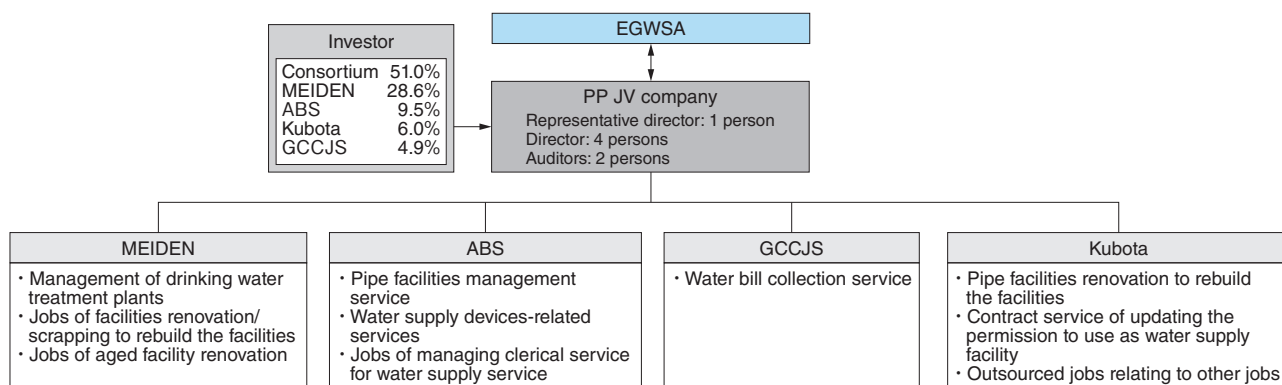 EGWSA
Investor
Consortium 51.0%
MEIDEN 28.6%
ABS 9.5%
Kubota 6.0%
GCCJS 4.9%
PP JV company
Representative director: 1 person
Director: 4 persons
Auditors: 2 persons
MEIDEN
・Management of drinking water
treatment plants
・Jobs of facilities renovation/
scrapping to rebuild the facilities
・Jobs of aged facility renovation
ABS
・Pipe facilities management
service
・Water supply devices-related
services
・Jobs of managing clerical service
for water supply service
GCCJS
・Water bill collection service
Kubota
・Pipe facilities renovation to rebuild
the facilities
・Contract service of updating the
permission to use as water supply
facility
・Outsourced jobs relating to other jobs